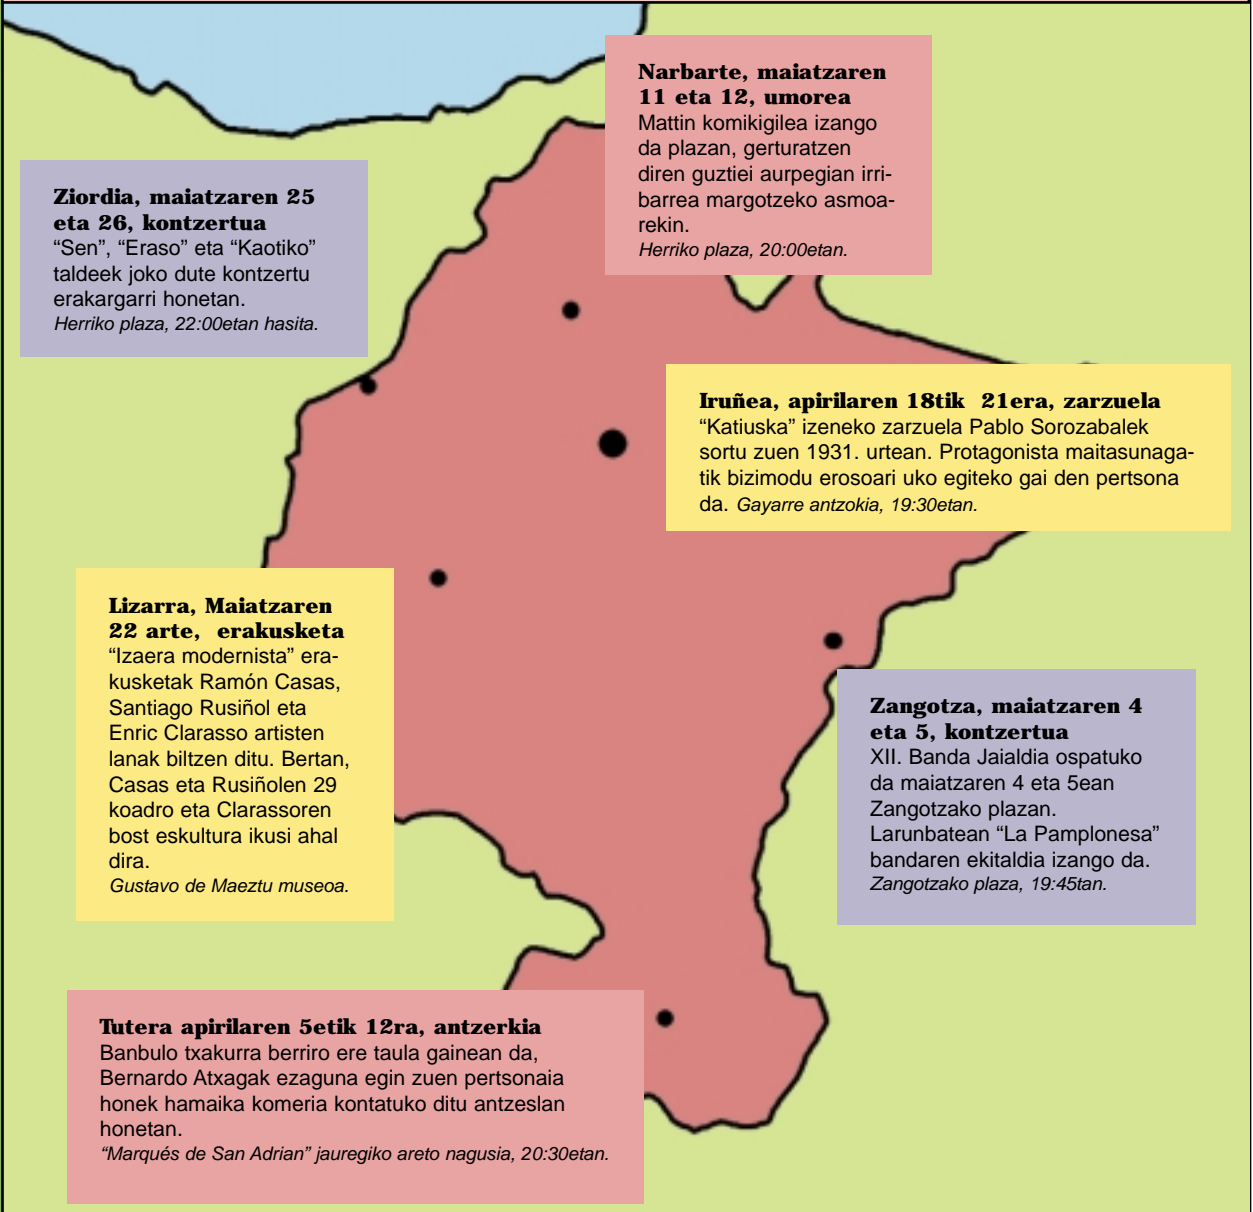 Narbarte, maiatzaren
11 eta 12, umorea
Mattin komikigilea izango
da plazan, gerturatzen
diren guztiei aurpegian irri-
barrea margotzeko asmoa-
rekin.
Herriko plaza, 20:00etan.
Ziordia, maiatzaren 25
eta 26, kontzertua
“Sen”, “Eraso” eta “Kaotiko”
taldeek joko dute kontzertu
erakargarri honetan.
Herriko plaza, 22:00etan hasita.
Iruñea, apirilaren 18tik 21era, zarzuela
“Katiuska” izeneko zarzuela Pablo Sorozabalek
sortu zuen 1931. urtean. Protagonista maitasunaga-
tik bizimodu erosoari uko egiteko gai den pertsona
da. Gayarre antzokia, 19:30etan.
Lizarra, Maiatzaren
22 arte, erakusketa
“Izaera modernista” era-
kusketak Ramón Casas,
Santiago Rusiñol eta
Enric Clarasso artisten
lanak biltzen ditu. Bertan,
Casas eta Rusiñolen 29
koadro eta Clarassoren
bost eskultura ikusi ahal
dira.
Gustavo de Maeztu museoa.
Zangotza, maiatzaren 4
eta 5, kontzertua
XII. Banda Jaialdia ospatuko
da maiatzaren 4 eta 5ean
Zangotzako plazan.
Larunbatean “La Pamplonesa”
bandaren ekitaldia izango da.
Zangotzako plaza, 19:45tan.
Tutera apirilaren 5etik 12ra, antzerkia
Banbulo txakurra berriro ere taula gainean da,
Bernardo Atxagak ezaguna egin zuen pertsonaia
honek hamaika komeria kontatuko ditu antzeslan
honetan.
“Marqués de San Adrian” jauregiko areto nagusia, 20:30etan.